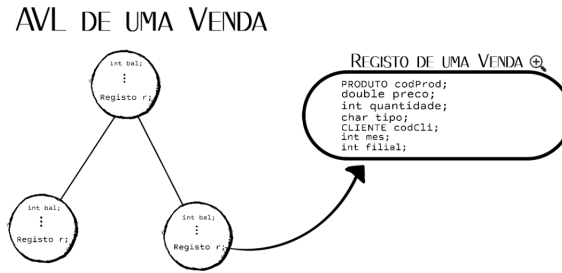 AVL DE UMA VENDA
int bal;
⋮
Registo r;
REGISTO DE UMA VENDA
PRODUTO codProd;
double preco;
int quantidade;
char tipo;
CLIENTE codCli;
int mes;
int filial;
int bal;
⋮
Registo r;
int bal;
⋮
Registo r;